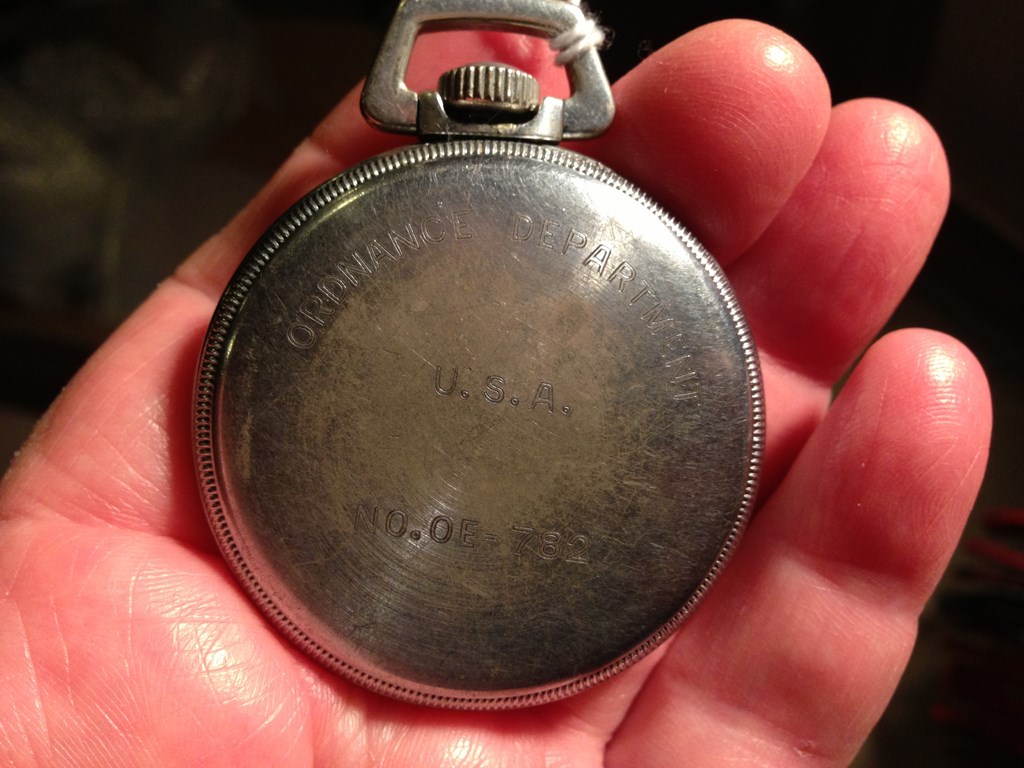 ORDNANCE DEPARTMENT
U.S.A.
NO. OE-782